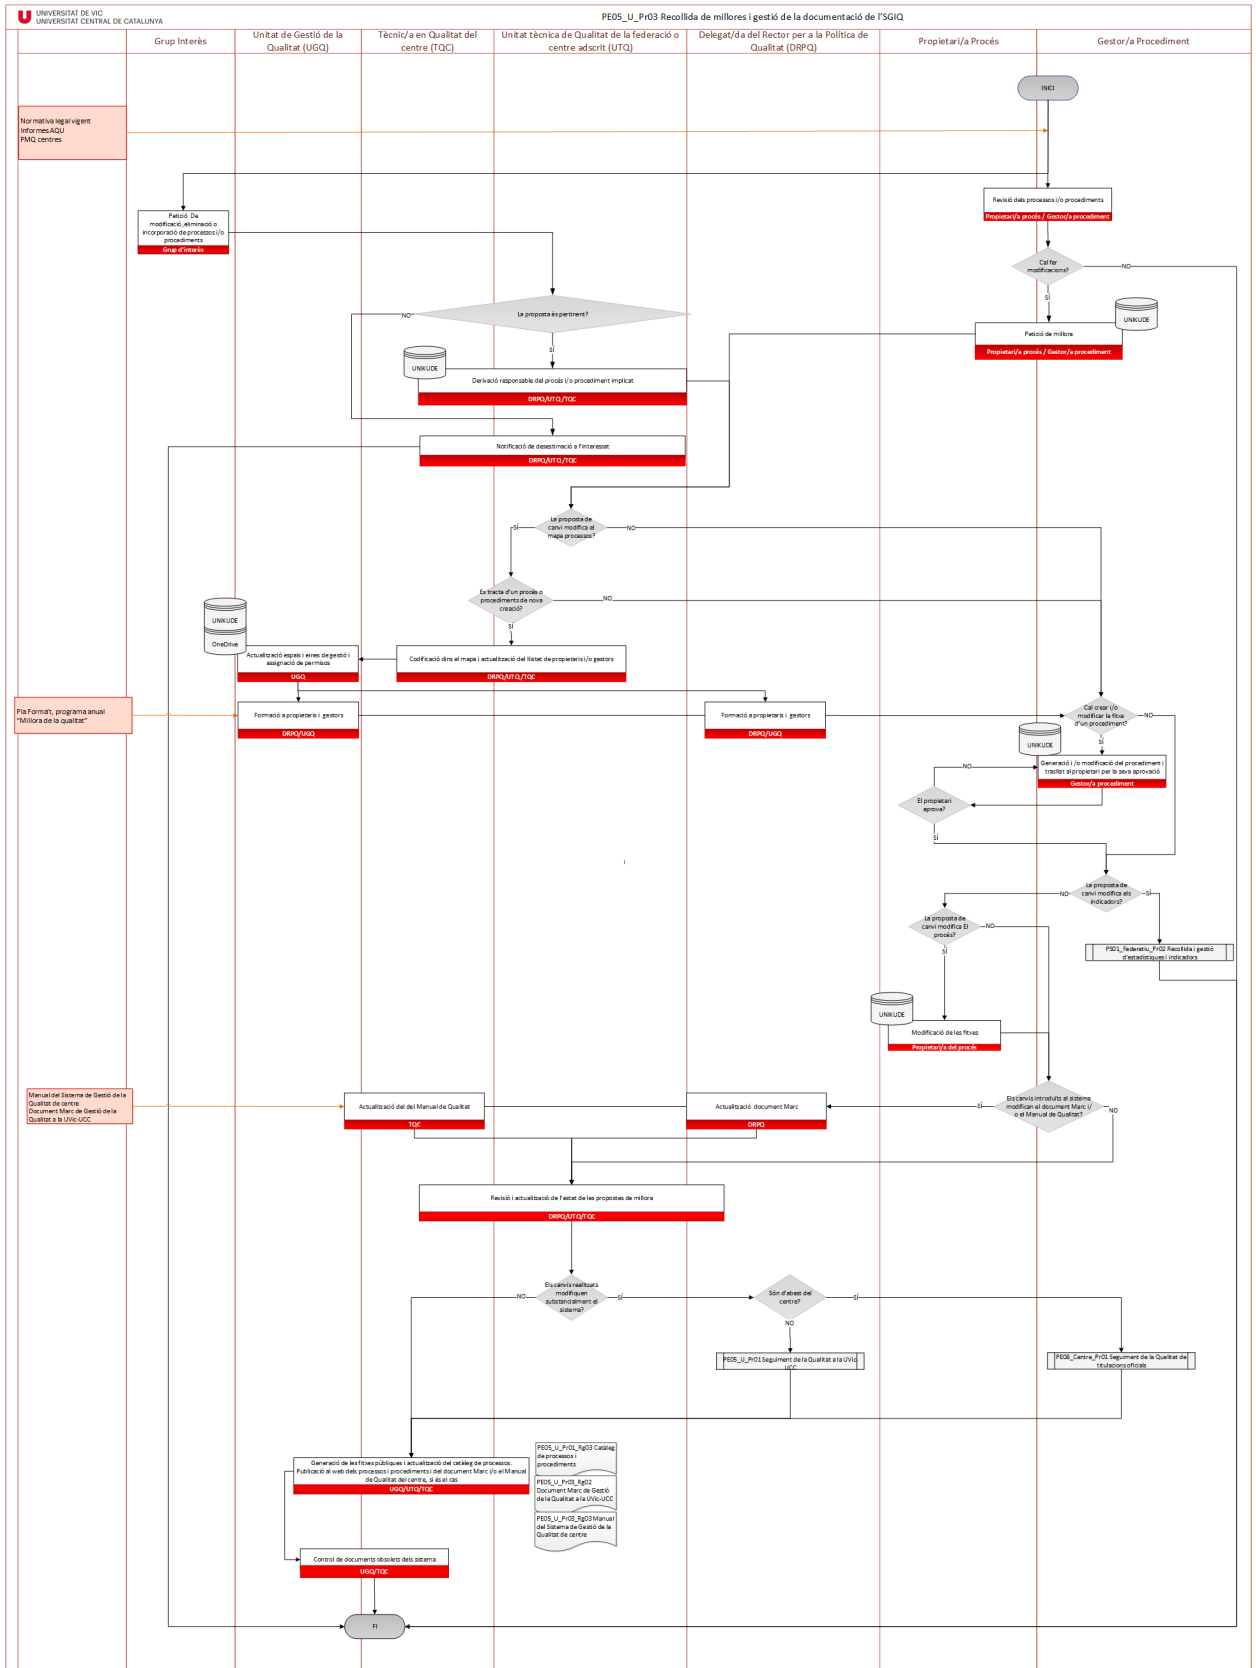 UNIVERSITAT DE VIC
UNIVERSITAT CENTRAL DE CATALUNYA
PE05_U_Pr03 Recollida de millores i gestió de la documentació de l'SGIQ
Grup Interès
Unitat de Gestió de la
Qualitat (UGQ)
Tècnic/a en Qualitat del
centre (TQC)
Unitat tècnica de Qualitat de la federació o
centre adscrit (UTQ)
Delegat/da del Rector per a la Política de
Qualitat (DRPQ)
Propietari/a Procés
Gestor/a Procediment
INICI
Normativa legal vigent
Informes AQU
PMQ centres
Revisió dels processos i/o procediments
Propietari/a procés / Gestor/a procediment
Petició De
modificació, eliminació o
incorporació de processos i/o
procediments
Grup d'interès
Cal fer
modificacions?
NO
SÍ
UNIKUDE
Petició de millora
Propietari/a procés / Gestor/a procediment
La proposta és pertinent?
NO
SÍ
UNIKUDE
Derivació responsable del procés i/o procediment implicat
DRPQ/UTQ/TQC
Notificació de desestimació a l'interessat
DRPQ/UTQ/TQC
La proposta de
canvi modifica el
mapa processos?
SÍ
NO
Es tracta d'un procés o
procediments de nova
creació?
NO
SÍ
UNIKUDE
OneDrive
Actualització espais i eines de gestió i
assignació de permisos
UGQ
Codificació dins el mapa i actualització del llistat de propietaris i/o gestors
DRPQ/UTQ/TQC
Pla Forma't, programa anual
"Millora de la qualitat"
Formació a propietaris i gestors
DRPQ/UGQ
Formació a propietaris i gestors
DRPQ/UGQ
Cal crear i/o
modificar la fitxa
d'un procediment?
NO
SÍ
UNIKUDE
Generació i /o modificació del procediment i
trasllat al propietari per la seva aprovació
Gestor/a procediment
NO
El propietari
aprova?
SÍ
La proposta de
canvi modifica els
indicadors?
NO
SÍ
La proposta de
canvi modifica El
procés?
NO
SÍ
PS01_Federatiu_Pr02 Recollida i gestió
d'estadístiques i indicadors
UNIKUDE
Modificació de les fitxes
Propietari/a del procés
Manual del Sistema de Gestió de la
Qualitat de centre
Document Marc de Gestió de la
Qualitat a la UVic-UCC
Actualització del del Manual de Qualitat
TQC
Actualització document Marc
DRPQ
SÍ
Els canvis introduïts al sistema
modifican el document Marc i/
o el Manual de Qualitat?
NO
Revisió i actualització de l'estat de les propostes de millora
DRPQ/UTQ/TQC
Els canvis realitzats
modifiquen
substancialment el
sistema?
NO
SÍ
Són d'abast del
centre?
SÍ
NO
PE05_U_Pr01 Seguiment de la Qualitat a la UVic
UCC
PE08_Centre_Pr01 Seguiment de la Qualitat de
titulacions oficials
Generació de les fitxes públiques i actualització del catàleg de processos.
Publicació al web dels processos i procediments i del document Marc i/o el Manual
de Qualitat del centre, si és el cas
UGQ/UTQ/TQC
PE05_U_Pr01_Rg03 Catàleg
de processos i
procediments
PE05_U_Pr03_Rg02
Document Marc de Gestió
de la Qualitat a la UVic-UCC
PE05_U_Pr03_Rg03 Manual
del Sistema de Gestió de la
Qualitat de centre
Control de documents obsolets dels sistema
UGQ/TQC
FI